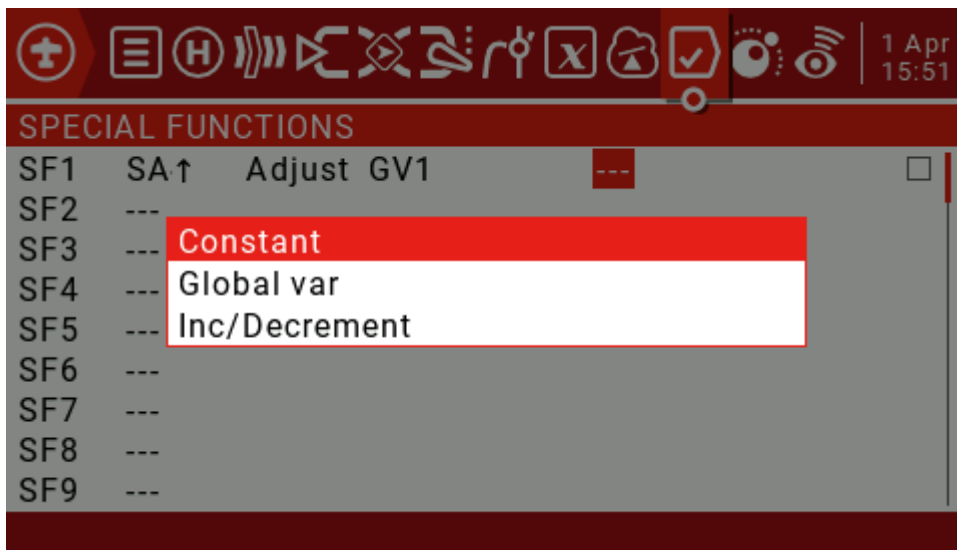 1 Apr
15:51
SPECIAL FUNCTIONS
SF1 SA↑ Adjust GV1 ---
SF2 ---
SF3 ---
SF4 ---
SF5 ---
SF6 ---
SF7 ---
SF8 ---
SF9 ---
Constant
Global var
Inc/Decrement